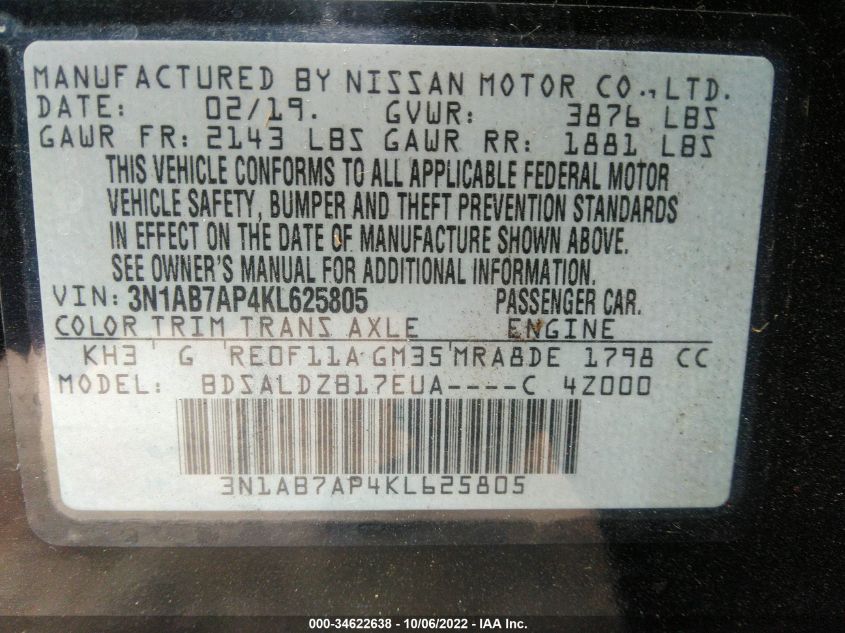 MANUFACTURED BY NISSAN MOTOR CO., LTD.
DATE: 02/19. GVWR: 3876 LBS
GAWR FR: 2143 LBS GAWR RR: 1881 LBS
THIS VEHICLE CONFORMS TO ALL APPLICABLE FEDERAL MOTOR
VEHICLE SAFETY, BUMPER AND THEFT PREVENTION STANDARDS
IN EFFECT ON THE DATE OF MANUFACTURE SHOWN ABOVE.
SEE OWNER'S MANUAL FOR ADDITIONAL INFORMATION.
VIN: 3N1AB7AP4KL625805 PASSENGER CAR.
COLOR TRIM TRANS AXLE ENGINE
KH3 G RE0F11A GM35 MRA8DE 1798 CC
MODEL: BDSALDZB17EUA----C 4Z000
3N1AB7AP4KL625805
000-34622638 - 10/06/2022 - IAA Inc.